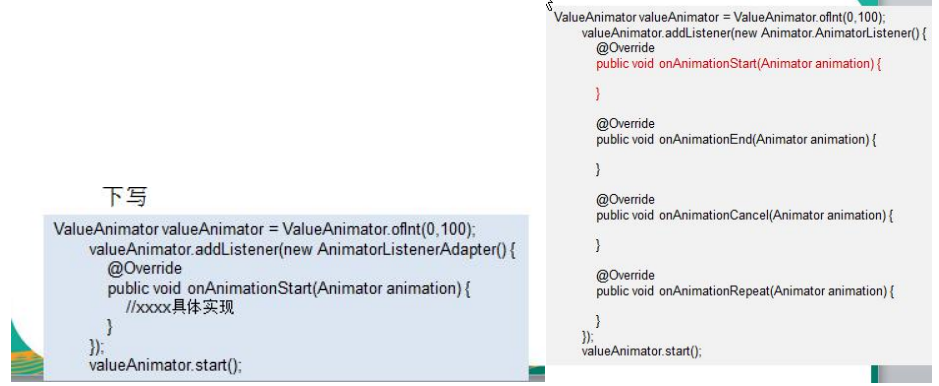 下写
ValueAnimator valueAnimator = ValueAnimator.ofInt(0,100);
valueAnimator.addListener(new AnimatorListenerAdapter() {
@Override
public void onAnimationStart(Animator animation) {
//xxxx具体实现
}
});
valueAnimator.start();
ValueAnimator valueAnimator = ValueAnimator.ofInt(0,100);
valueAnimator.addListener(new Animator.AnimatorListener() {
@Override
public void onAnimationStart(Animator animation) {
}
@Override
public void onAnimationEnd(Animator animation) {
}
@Override
public void onAnimationCancel(Animator animation) {
}
@Override
public void onAnimationRepeat(Animator animation) {
}
});
valueAnimator.start();